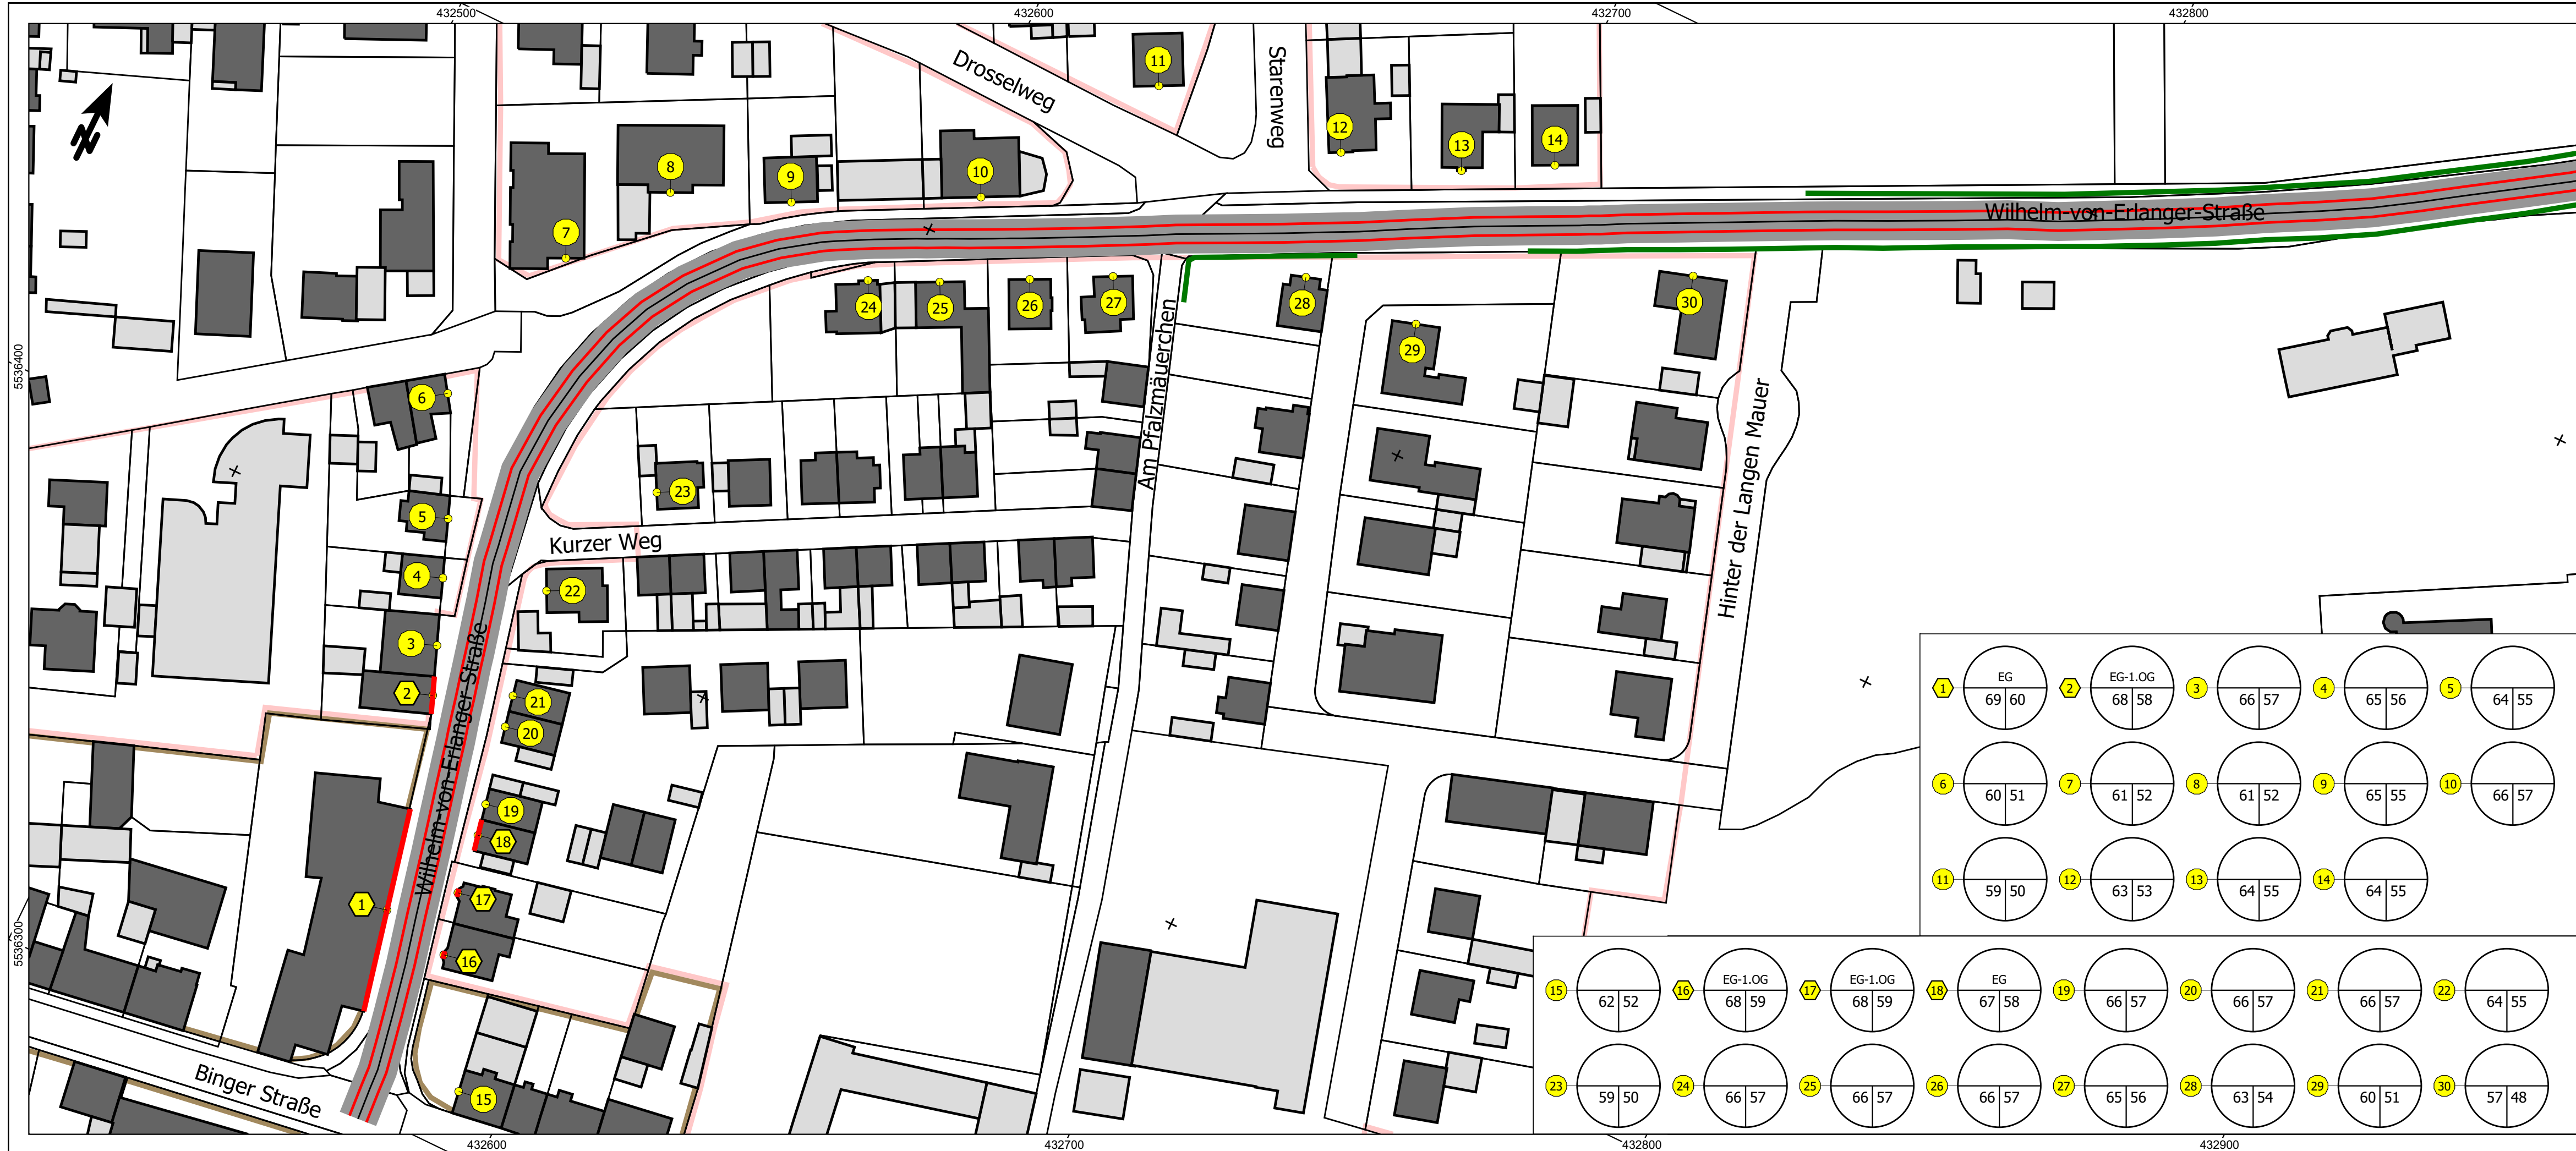 432500
432600
432700
432800
Drosselweg
Starenweg
11
12
13
14
8
9
10
7
Wilhelm-von-Erlanger-Straße
24
25
26
27
28
30
29
5536400
6
Am Pfalzmäuerchen
Hinter der Langen Mauer
23
5
Kurzer Weg
4
22
3
2
21
20
Wilhelm-von-Erlanger-Straße
19
18
1
17
16
5536300
Binger Straße
15
N
1 EG 69 60
2 EG-1.OG 68 58
3 66 57
4 65 56
5 64 55
6 60 51
7 61 52
8 61 52
9 65 55
10 66 57
11 59 50
12 63 53
13 64 55
14 64 55
15 62 52
16 EG-1.OG 68 59
17 EG-1.OG 68 59
18 EG 67 58
19 66 57
20 66 57
21 66 57
22 64 55
23 59 50
24 66 57
25 66 57
26 66 57
27 65 56
28 63 54
29 60 51
30 57 48
432600
432700
432800
432900